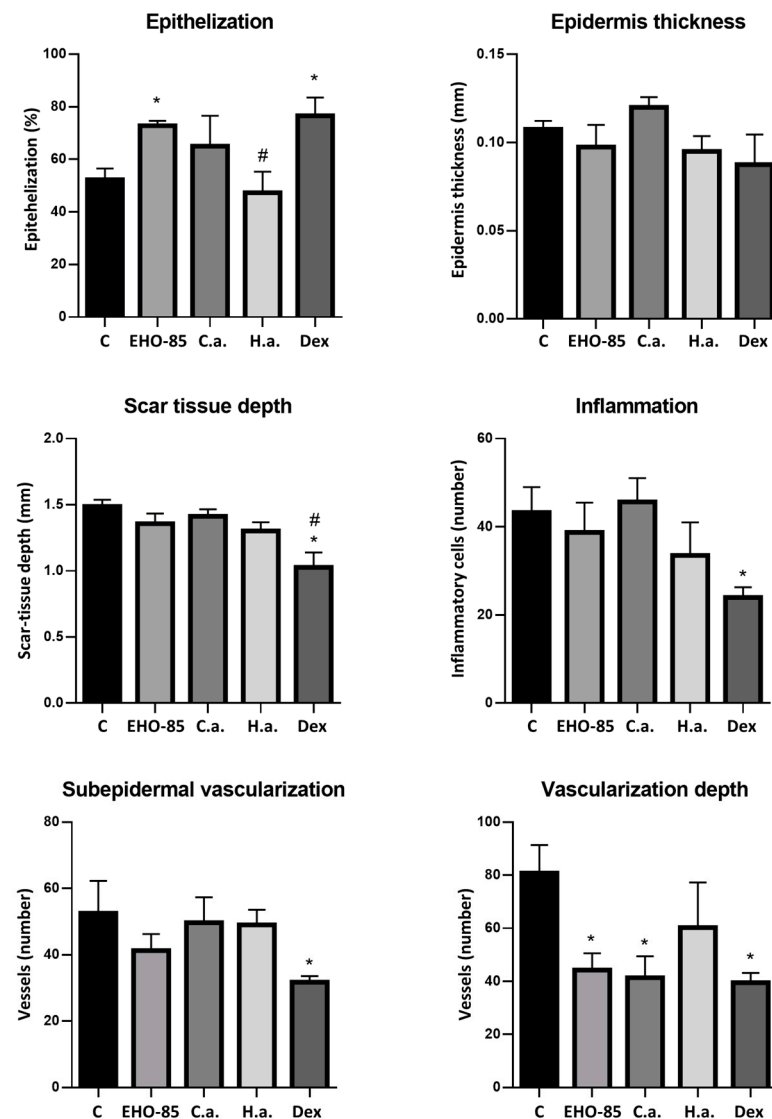 Epithelization
Epitehelization (%)
100
80
60
40
20
0
*
#
*
C EHO-85 C.a. H.a. Dex
Epidermis thickness
Epidermis thickness (mm)
0.15
0.10
0.05
0.00
C EHO-85 C.a. H.a. Dex
Scar tissue depth
Scar-tissue depth (mm)
2.0
1.5
1.0
0.5
0.0
#
*
C EHO-85 C.a. H.a. Dex
Inflammation
Inflammatory cells (number)
60
40
20
0
*
C EHO-85 C.a. H.a. Dex
Subepidermal vascularization
Vessels (number)
80
60
40
20
0
*
C EHO-85 C.a. H.a. Dex
Vascularization depth
Vessels (number)
100
80
60
40
20
0
*
*
*
C EHO-85 C.a. H.a. Dex